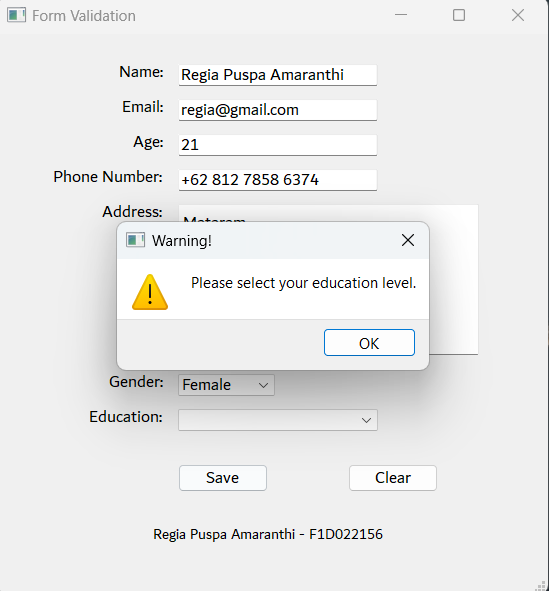 Form Validation
Name: Regia Puspa Amaranthi
Email: regia@gmail.com
Age: 21
Phone Number: +62 812 7858 6374
Address: Mataram
Warning!
Please select your education level.
OK
Gender: Female
Education:
Save Clear
Regia Puspa Amaranthi - F1D022156